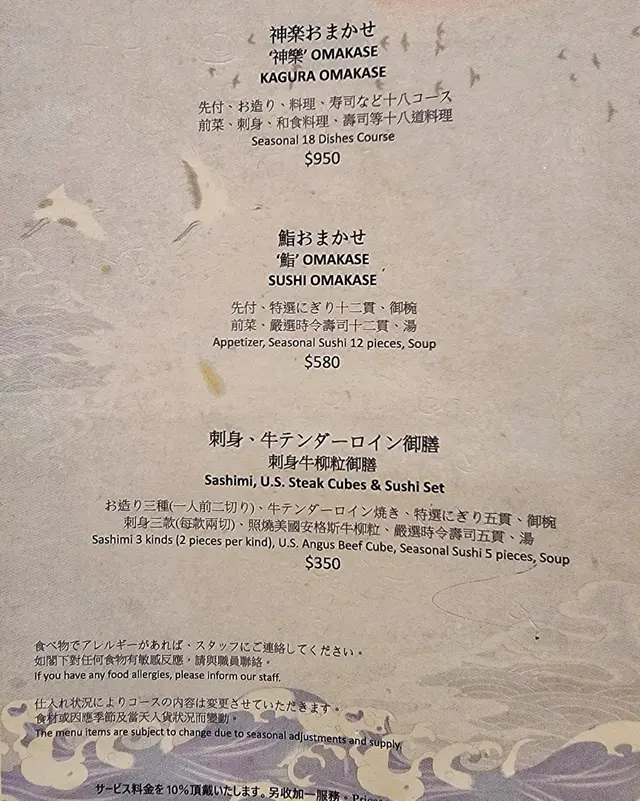 神楽おまかせ
‘神樂’ OMAKASE
KAGURA OMAKASE
先付、お造り、料理、寿司など十八コース
前菜、刺身、和食料理、壽司等十八道料理
Seasonal 18 Dishes Course
$950
鮨おまかせ
‘鮨’ OMAKASE
SUSHI OMAKASE
先付、特選にぎり十二貫、御椀
前菜、嚴選時令壽司十二貫、湯
Appetizer, Seasonal Sushi 12 pieces, Soup
$580
刺身、牛テンダーロイン御膳
刺身牛柳粒御膳
Sashimi, U.S. Steak Cubes & Sushi Set
お造り三種(一人前二切り)、牛テンダーロイン焼き、特選にぎり五貫、御椀
刺身三款(每款兩切)、照燒美國安格斯牛柳粒、嚴選時令壽司五貫、湯
Sashimi 3 kinds (2 pieces per kind), U.S. Angus Beef Cube, Seasonal Sushi 5 pieces, Soup
$350
食べ物でアレルギーがあれば、スタッフにご連絡してください。
如閣下對任何食物有敏感反應，請與職員聯絡。
If you have any food allergies, please inform our staff.
仕入れ状況によりコースの内容は変更させていただきます。
食材或因應季節及當天入貨狀況而變動。
The menu items are subject to change due to seasonal adjustments and supply.
サービス料金を10%頂戴いたします。另收加一服務。Prices